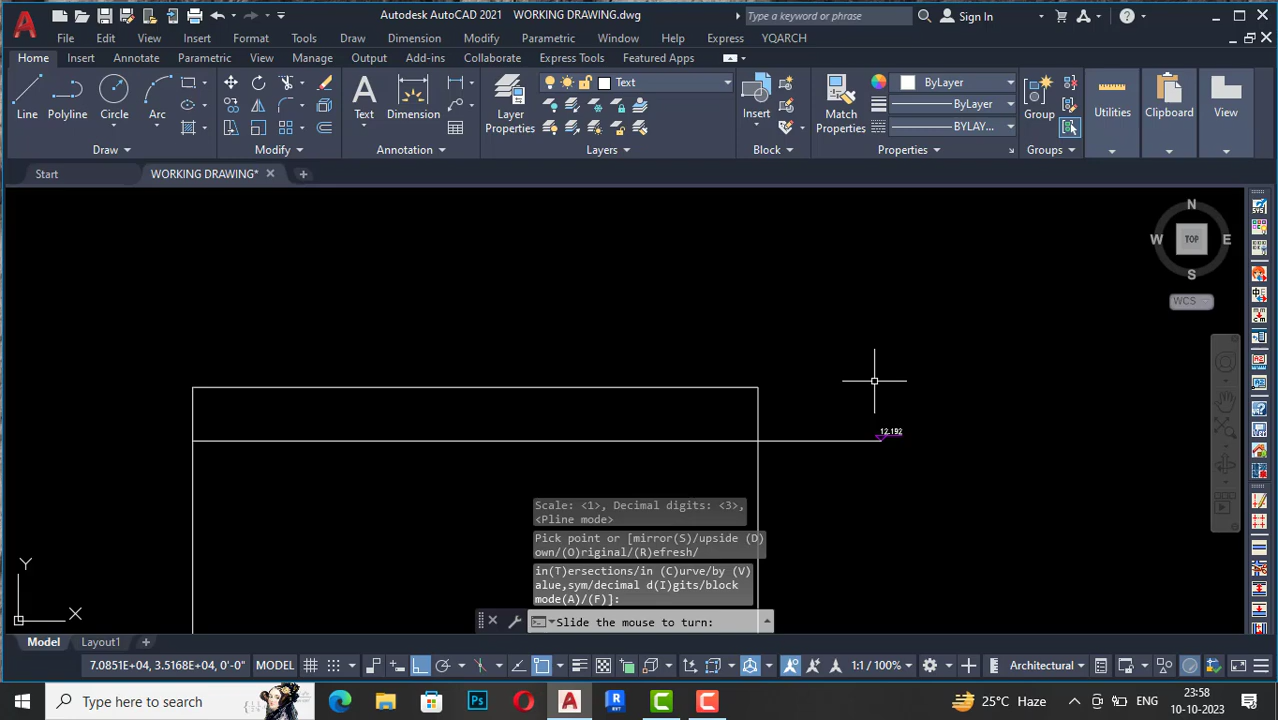 Autodesk AutoCAD 2021 WORKING DRAWING.dwg
Type a keyword or phrase
Sign In
File Edit View Insert Format Tools Draw Dimension Modify Parametric Window Help Express YQARCH
Home Insert Annotate Parametric View Manage Output Add-ins Collaborate Express Tools Featured Apps
Text
ByLayer
ByLayer
BYLAY...
Line Polyline Circle Arc
Text Dimension
Layer Properties
Insert
Match Properties
Group
Utilities Clipboard View
Draw Modify Annotation Layers Block Properties Groups
Start WORKING DRAWING*
N
W TOP E
S
WCS
12.192
Scale: <1>, Decimal digits: <3>,
<Pline mode>
Pick point or [mirror(S)/upside (D)
own/(O)riginal/(R)efresh/
in(T)ersections/in (C)urve/by (V)
alue,sym/decimal d(I)gits/block
mode(A)/(F)]:
Slide the mouse to turn:
Y
X
Model Layout1
7.0851E+04, 3.5168F+04, 0'-0" MODEL 1:1 / 100% Architectural
Type here to search
Ps
A
R
RVT
C
C
25°C Haze
ENG
23:58
10-10-2023